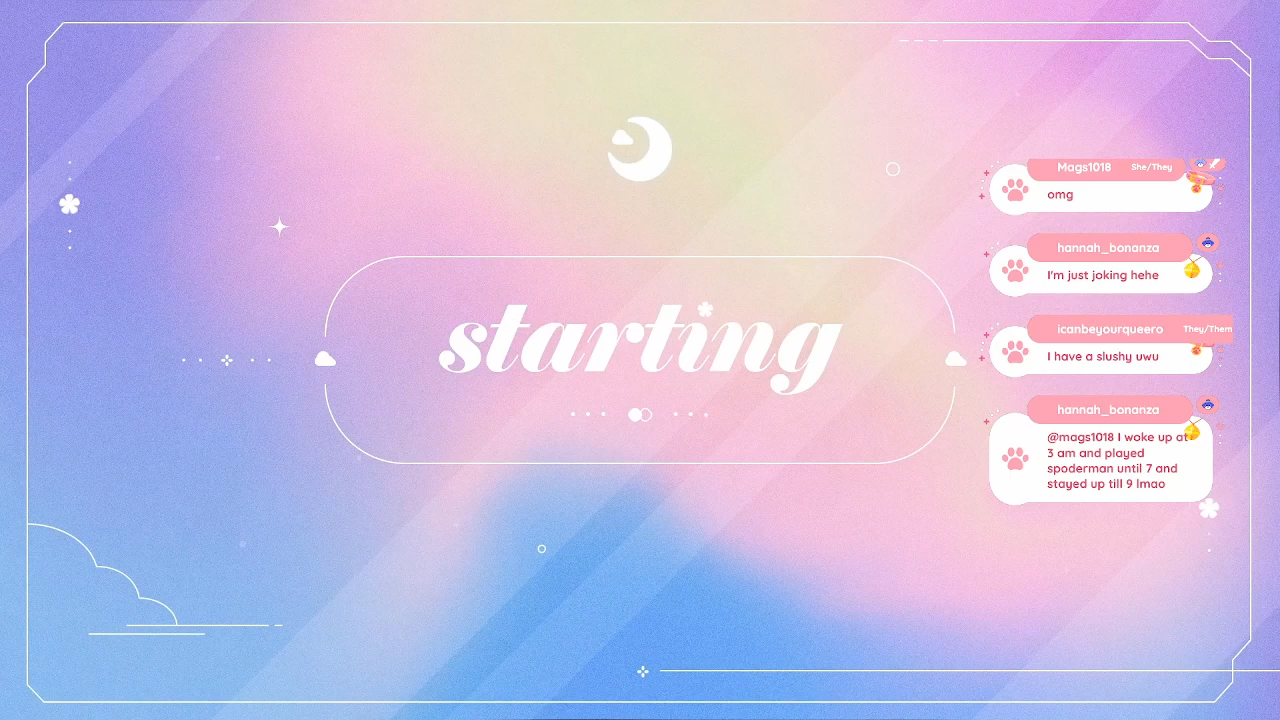 starting
Mags1018 She/They
omg
hannah_bonanza
I'm just joking hehe
icanbeyourqueero They/Them
I have a slushy uwu
hannah_bonanza
@mags1018 I woke up at
3 am and played
spoderman until 7 and
stayed up till 9 lmao